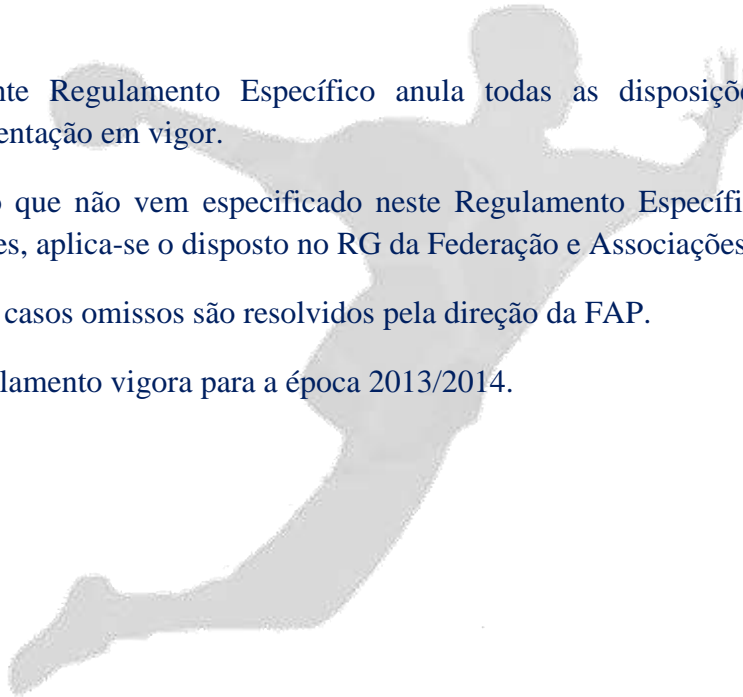 nte Regulamento Específico anula todas as disposiçõe
entação em vigor.
o que não vem especificado neste Regulamento Específi
es, aplica-se o disposto no RG da Federação e Associações
casos omissos são resolvidos pela direção da FAP.
lamento vigora para a época 2013/2014.